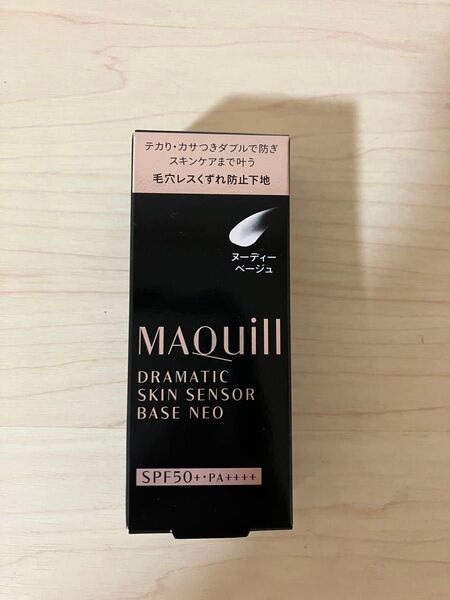 テカリ・カサつきダブルで防ぎ
スキンケアまで叶う
毛穴レスくずれ防止下地
ヌーディー
ベージュ
MAQuill
DRAMATIC
SKIN SENSOR
BASE NEO
SPF50+・PA++++